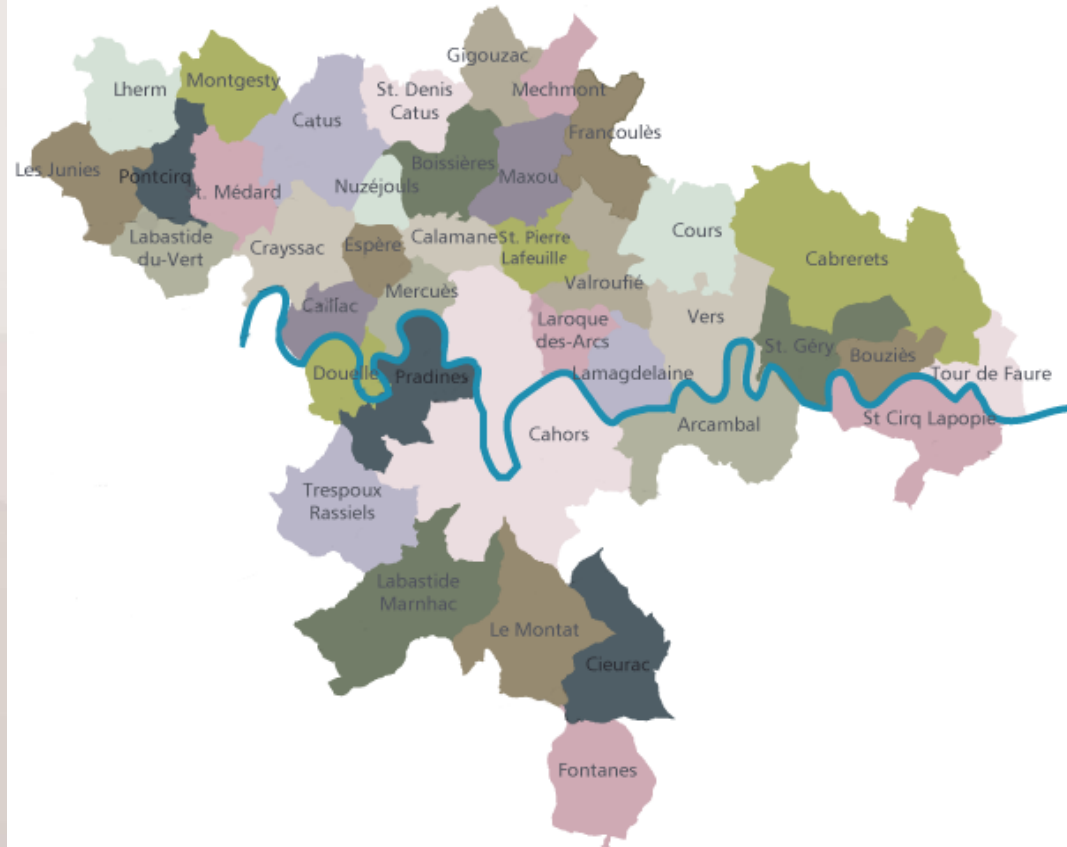 Gigouzac
Lherm
Montgesty
St. Denis
Catus
Mechmont
Catus
Francoulès
Les Junies
Pontcirq
t. Médard
Nuzéjouls
Boissières
Maxou
Labastide
du-Vert
Crayssac
Espère
Calamane
St. Pierre
Lafeuille
Cours
Cabrerets
Valroufié
Mercuès
Caillac
Laroque
des-Arcs
Vers
St. Géry
Bouziès
Douelle
Pradines
Lamagdelaine
Tour de Faure
St Cirq Lapopie
Arcambal
Cahors
Trespoux
Rassiels
Labastide
Marnhac
Le Montat
Cieurac
Fontanes